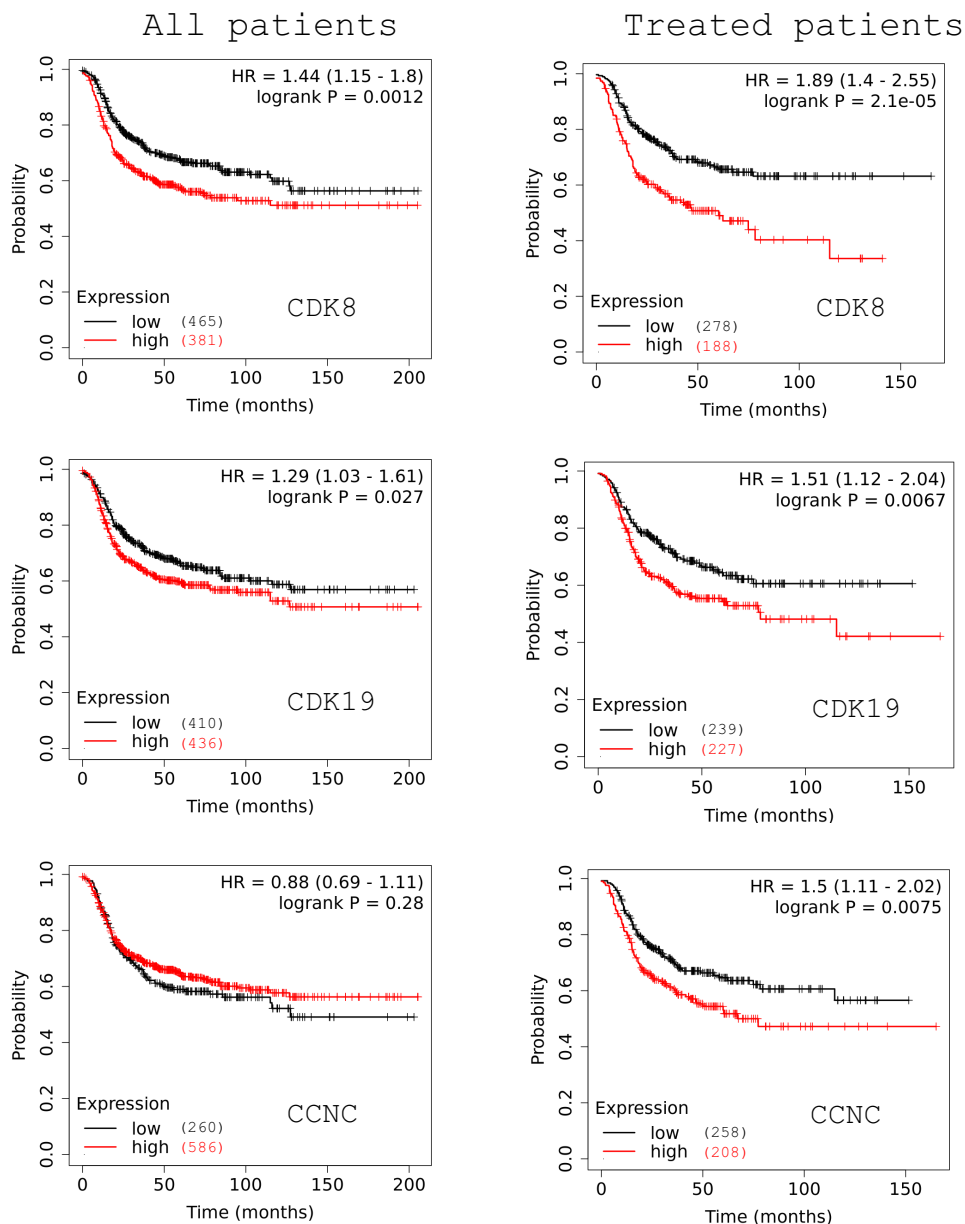 All patients
Treated patients
HR = 1.44 (1.15 - 1.8)
logrank P = 0.0012
Probability
1.0
0.8
0.6
0.4
0.2
0.0
Expression
low (465)
high (381)
CDK8
0 50 100 150 200
Time (months)
HR = 1.89 (1.4 - 2.55)
logrank P = 2.1e-05
Probability
1.0
0.8
0.6
0.4
0.2
0.0
Expression
low (278)
high (188)
CDK8
0 50 100 150
Time (months)
HR = 1.29 (1.03 - 1.61)
logrank P = 0.027
Probability
1.0
0.8
0.6
0.4
0.2
0.0
Expression
low (410)
high (436)
CDK19
0 50 100 150 200
Time (months)
HR = 1.51 (1.12 - 2.04)
logrank P = 0.0067
Probability
1.0
0.8
0.6
0.4
0.2
0.0
Expression
low (239)
high (227)
CDK19
0 50 100 150
Time (months)
HR = 0.88 (0.69 - 1.11)
logrank P = 0.28
Probability
1.0
0.8
0.6
0.4
0.2
0.0
Expression
low (260)
high (586)
CCNC
0 50 100 150 200
Time (months)
HR = 1.5 (1.11 - 2.02)
logrank P = 0.0075
Probability
1.0
0.8
0.6
0.4
0.2
0.0
Expression
low (258)
high (208)
CCNC
0 50 100 150
Time (months)